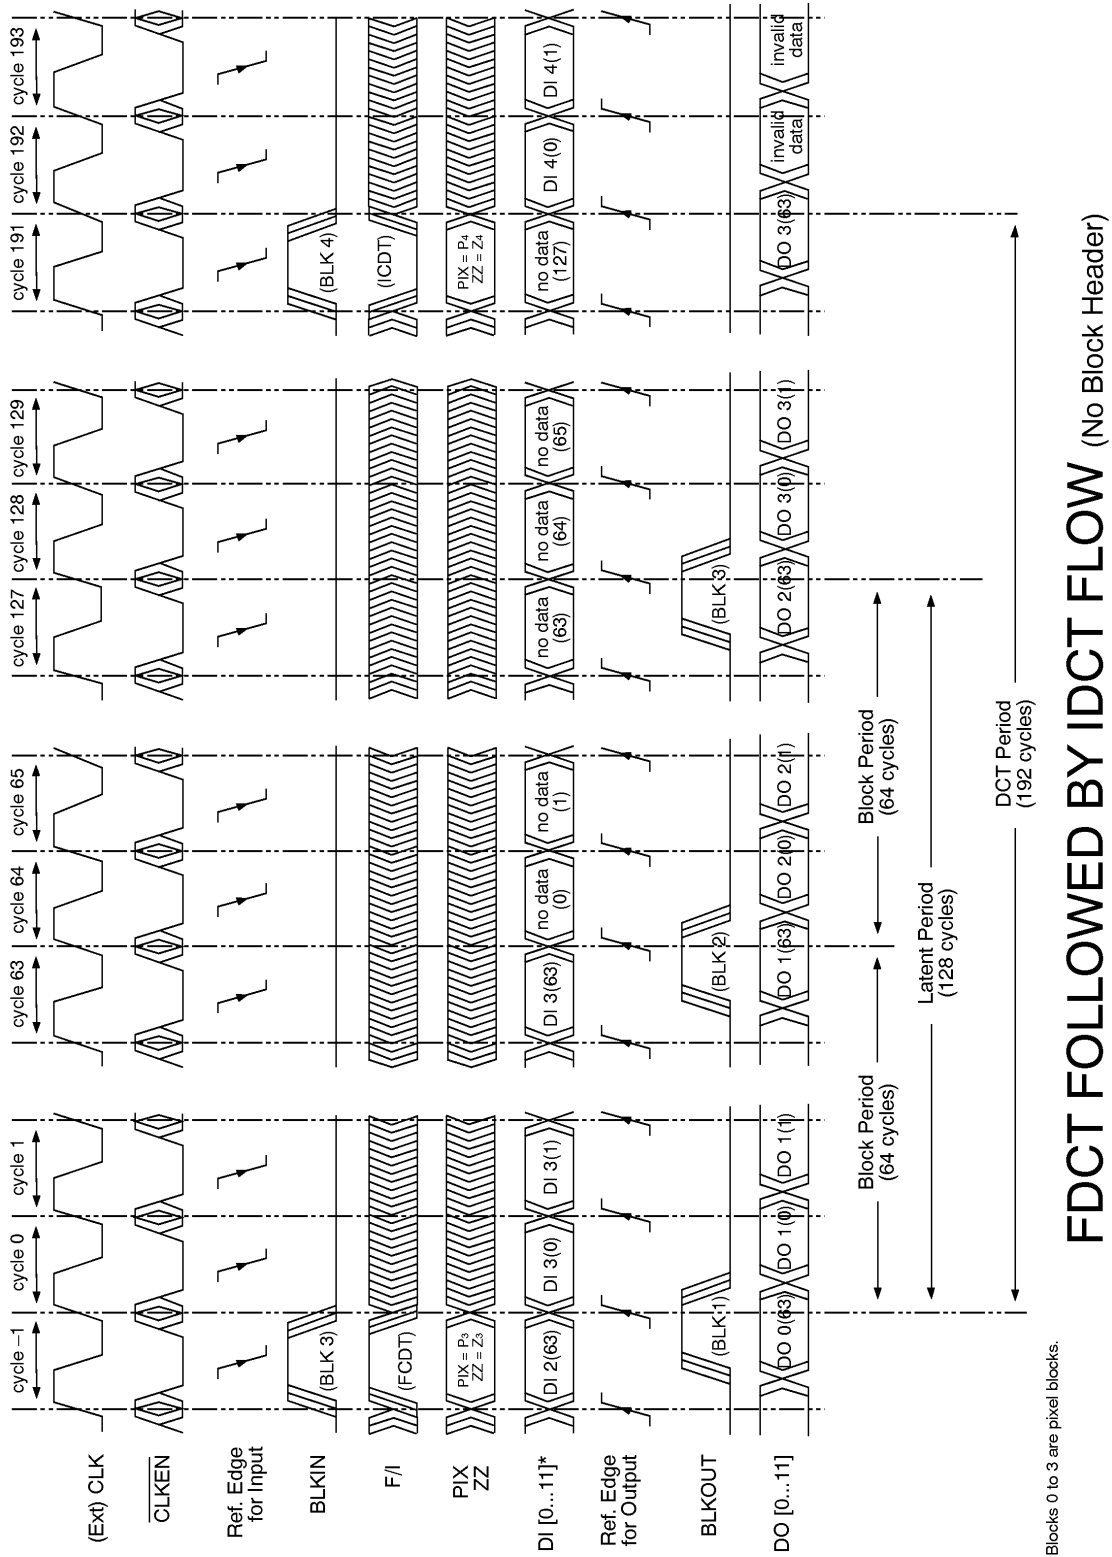 cycle –1
cycle 0
cycle 1
cycle 63
cycle 64
cycle 65
cycle 127
cycle 128
cycle 129
cycle 191
cycle 192
cycle 193
(Ext) CLK
CLKEN
Ref. Edge
for Input
BLKIN
(BLK 3)
(BLK 4)
F/I
(FCDT)
(ICDT)
PIX
ZZ
PIX = P3
ZZ = Z3
PIX = P4
ZZ = Z4
DI [0...11]*
DI 2(63)
DI 3(0)
DI 3(1)
DI 3(63)
no data
(0)
no data
(1)
no data
(63)
no data
(64)
no data
(65)
no data
(127)
DI 4(0)
DI 4(1)
Ref. Edge
for Output
BLKOUT
(BLK 1)
(BLK 2)
(BLK 3)
DO [0...11]
DO 0(63)
DO 1(0)
DO 1(1)
DO 1(63)
DO 2(0)
DO 2(1)
DO 2(63)
DO 3(0)
DO 3(1)
DO 3(63)
invalid
data
invalid
data
Block Period
(64 cycles)
Block Period
(64 cycles)
Latent Period
(128 cycles)
DCT Period
(192 cycles)
Blocks 0 to 3 are pixel blocks.
FDCT FOLLOWED BY IDCT FLOW (No Block Header)